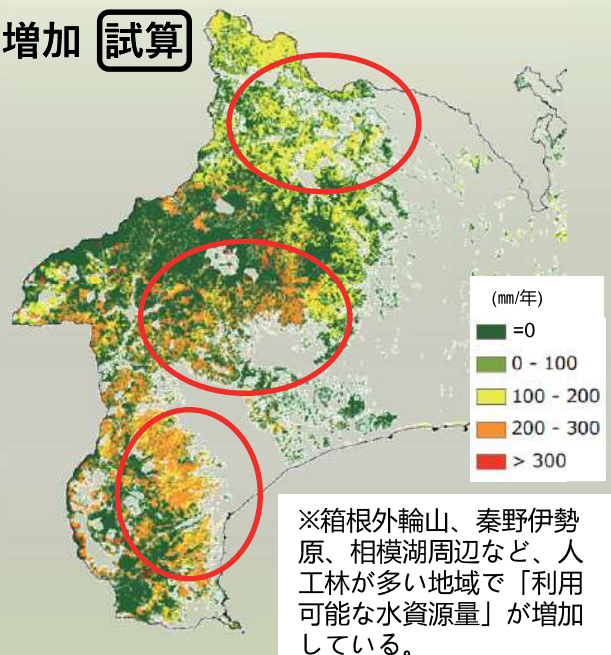 増加 試算
(㎜/年)
=0
0 - 100
100 - 200
200 - 300
> 300
※箱根外輪山、秦野伊勢
原、相模湖周辺など、人
工林が多い地域で「利用
可能な水資源量」が増加
している。